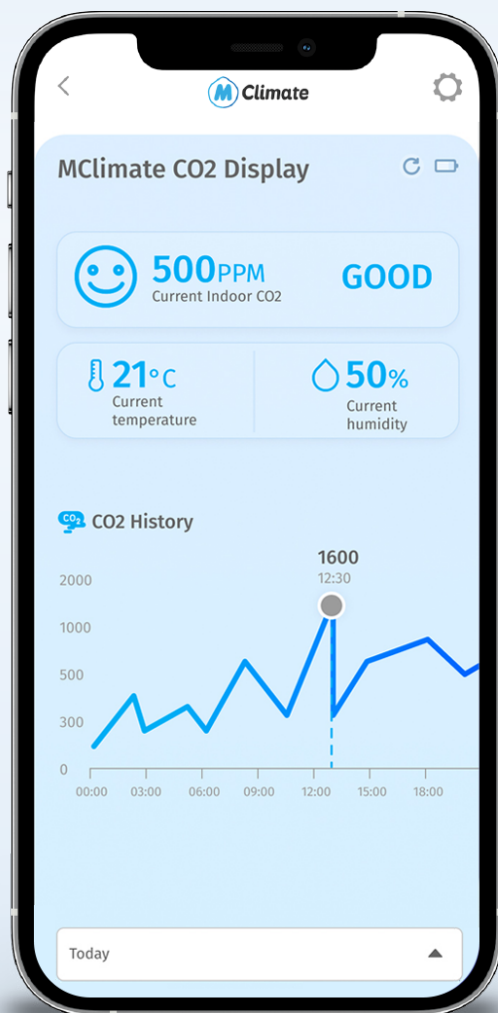 M Climate
MClimate CO2 Display
500PPM
Current Indoor CO2
GOOD
21°C
Current
temperature
50%
Current
humidity
CO₂ CO2 History
1600
12:30
2000
1000
500
300
0
00:00 03:00 06:00 09:00 12:00 15:00 18:00
Today